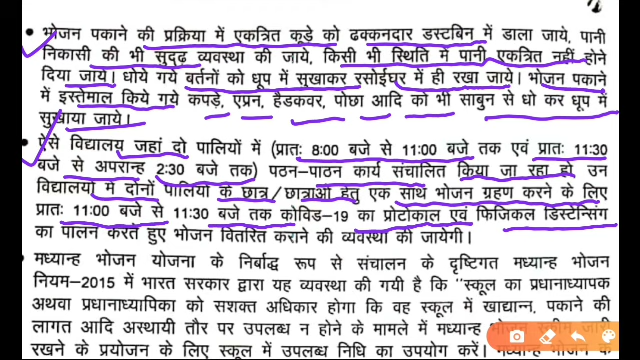 भोजन पकाने की प्रक्रिया में एकत्रित कूड़े को ढक्कनदार डस्टबिन में डाला जाये, पानी
निकासी की भी सुदृढ़ व्यवस्था की जाये, किसी भी स्थिति में पानी एकत्रित नहीं होने
दिया जाये। धोये गये बर्तनों को धूप में सुखाकर रसोईघर में ही रखा जाये। भोजन पकाने
में इस्तेमाल किये गये कपड़े, एप्रन, हैडकवर, पोछा आदि को भी साबुन से धो कर धूप में
सुखाया जाये।
ऐसे विद्यालय जहां दो पालियों में (प्रातः 8:00 बजे से 11:00 बजे तक एवं प्रातः 11:30
बजे से अपरान्ह 2:30 बजे तक) पठन-पाठन कार्य संचालित किया जा रहा हो उन
विद्यालयों में दोनों पालियों के छात्र/छात्राओं हेतु एक साथ भोजन ग्रहण करने के लिए
प्रातः 11:00 बजे से 11:30 बजे तक कोविड-19 का प्रोटोकाल एवं फिजिकल डिस्टेन्सिंग
का पालन करते हुए भोजन वितरित कराने की व्यवस्था की जायेगी।
मध्यान्ह भोजन योजना के निर्बाद्ध रूप से संचालन के दृष्टिगत मध्यान्ह भोजन
नियम-2015 में भारत सरकार द्वारा यह व्यवस्था की गयी है कि "स्कूल का प्रधानाध्यापक
अथवा प्रधानाध्यापिका को सशक्त अधिकार होगा कि वह स्कूल में खाद्यान्न, पकाने की
लागत आदि अस्थायी तौर पर उपलब्ध न होने के मामले में मध्यान्ह
रखने के प्रयोजन के लिए स्कूल में उपलब्ध निधि का उपयोग करें।